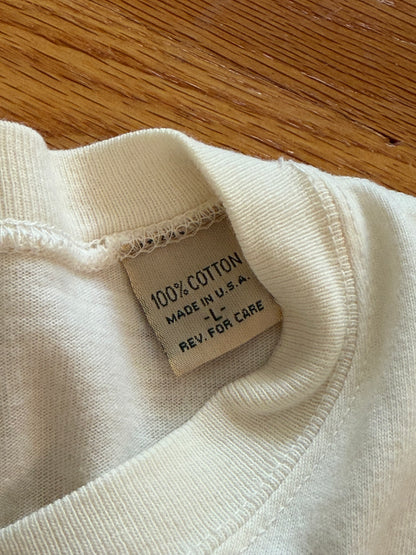 100% COTTON
MADE IN U.S.A.
-L-
REV. FOR CARE